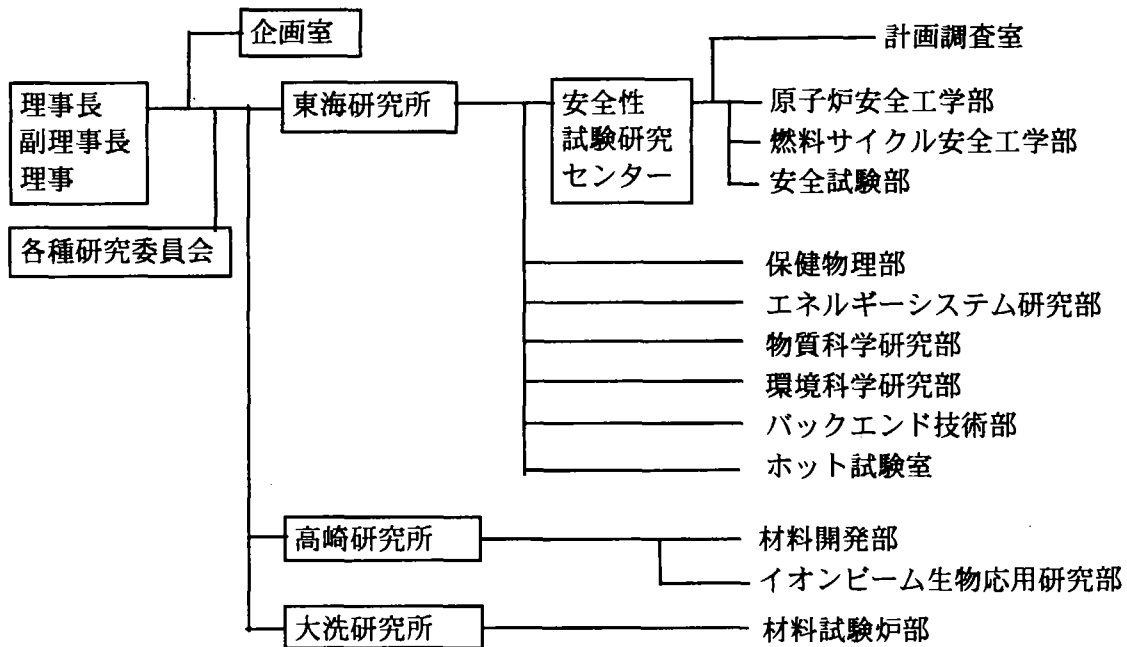 企画室
計画調査室
理事長
副理事長
理事
東海研究所
安全性
試験研究
センター
原子炉安全工学部
燃料サイクル安全工学部
安全試験部
各種研究委員会
保健物理部
エネルギーシステム研究部
物質科学研究部
環境科学研究部
バックエンド技術部
ホット試験室
高崎研究所
材料開発部
イオンビーム生物応用研究部
大洗研究所
材料試験炉部